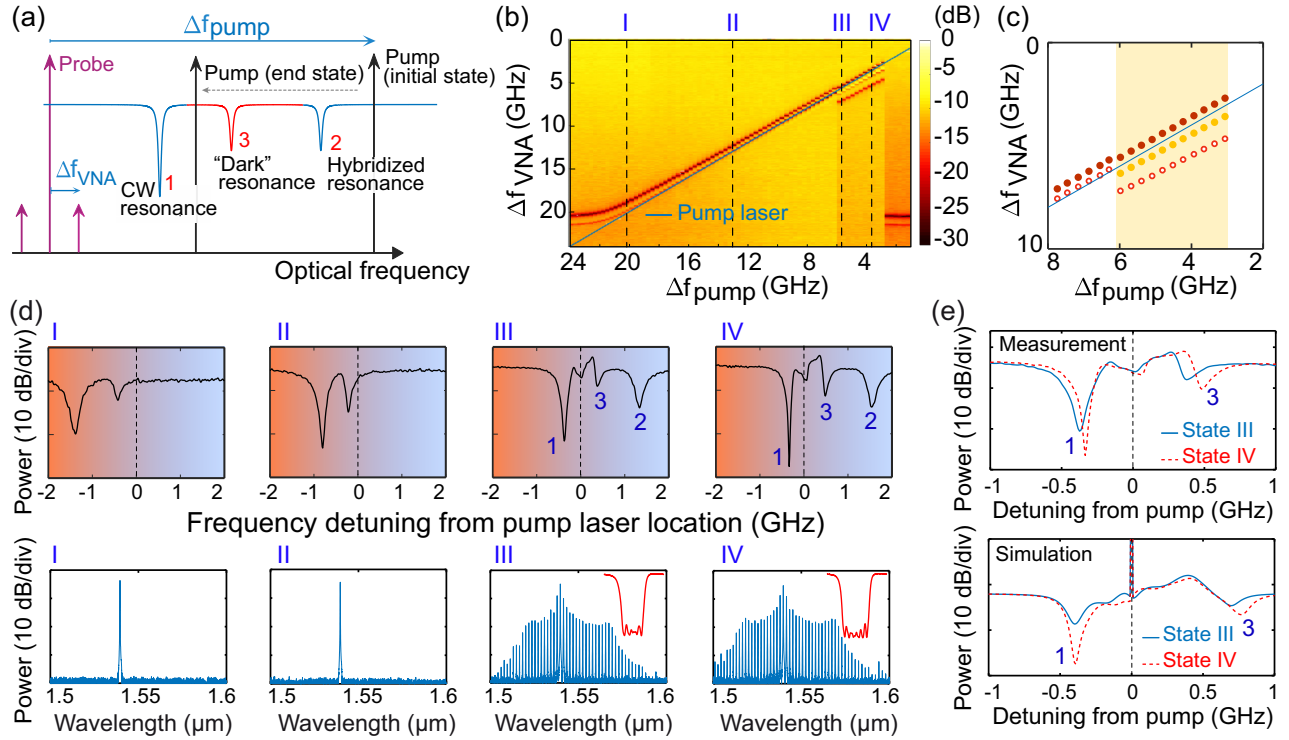 (a)
Δfpump
Probe
Pump (end state)
Pump
(initial state)
ΔfVNA
1
3
2
CW
resonance
"Dark"
resonance
Hybridized
resonance
Optical frequency
(b)
I II III IV
(dB)
0
5
10
15
20
ΔfVNA (GHz)
Pump laser
24 20 16 12 8 4
Δfpump (GHz)
0
-5
-10
-15
-20
-25
-30
(c)
0
10
ΔfVNA (GHz)
8 7 6 5 4 3 2
Δfpump (GHz)
(d)
I II III IV
Power (10 dB/div)
1 3 2
1 3 2
-2 -1 0 1 2
-2 -1 0 1 2
-2 -1 0 1 2
-2 -1 0 1 2
Frequency detuning from pump laser location (GHz)
I II III IV
Power (10 dB/div)
1.5 1.55 1.6
1.5 1.55 1.6
1.5 1.55 1.6
1.5 1.55 1.6
Wavelength (μm)
Wavelength (μm)
Wavelength (μm)
Wavelength (μm)
(e)
Measurement
Power (10 dB/div)
1
3
State III
State IV
-1 -0.5 0 0.5 1
Detuning from pump (GHz)
Simulation
Power (10 dB/div)
1
3
State III
State IV
-1 -0.5 0 0.5 1
Detuning from pump (GHz)